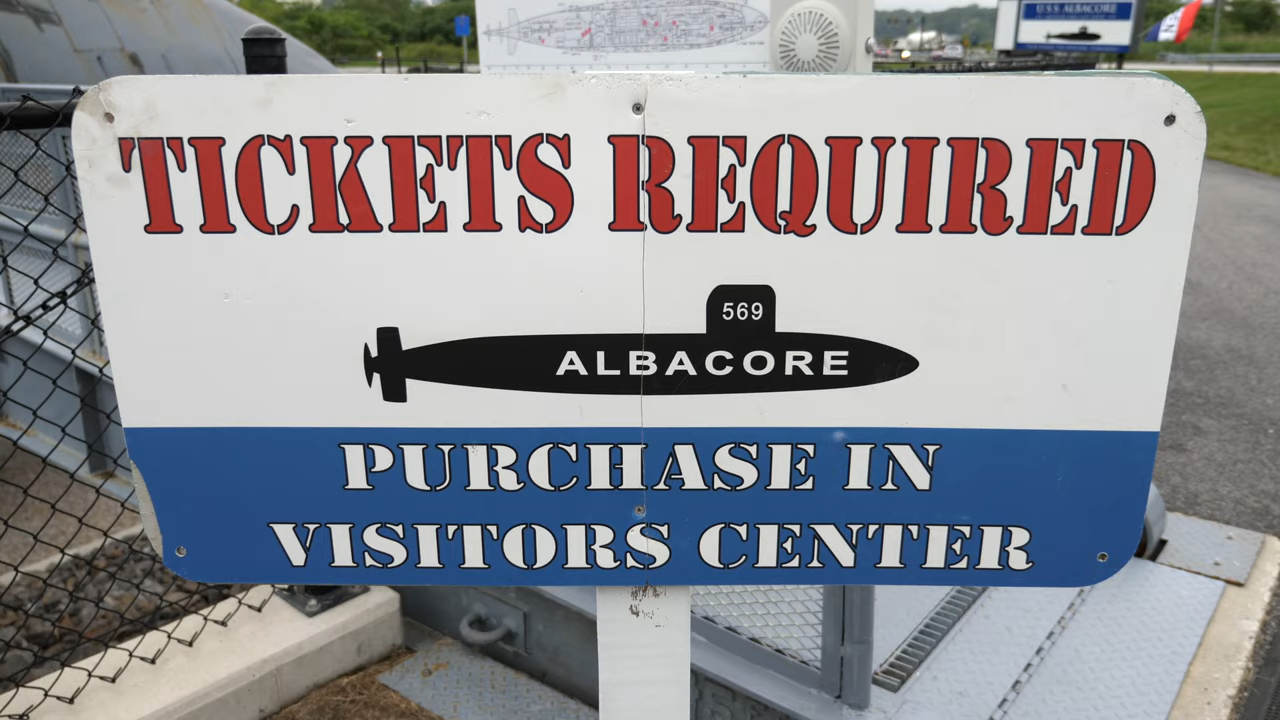 U.S.S. ALBACORE
TICKETS REQUIRED
569
ALBACORE
PURCHASE IN
VISITORS CENTER